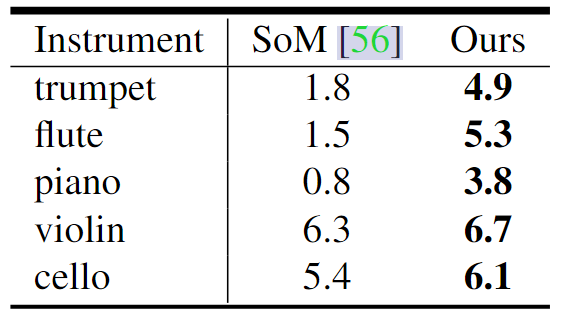 Instrument SoM [56] Ours
trumpet 1.8 4.9
flute 1.5 5.3
piano 0.8 3.8
violin 6.3 6.7
cello 5.4 6.1